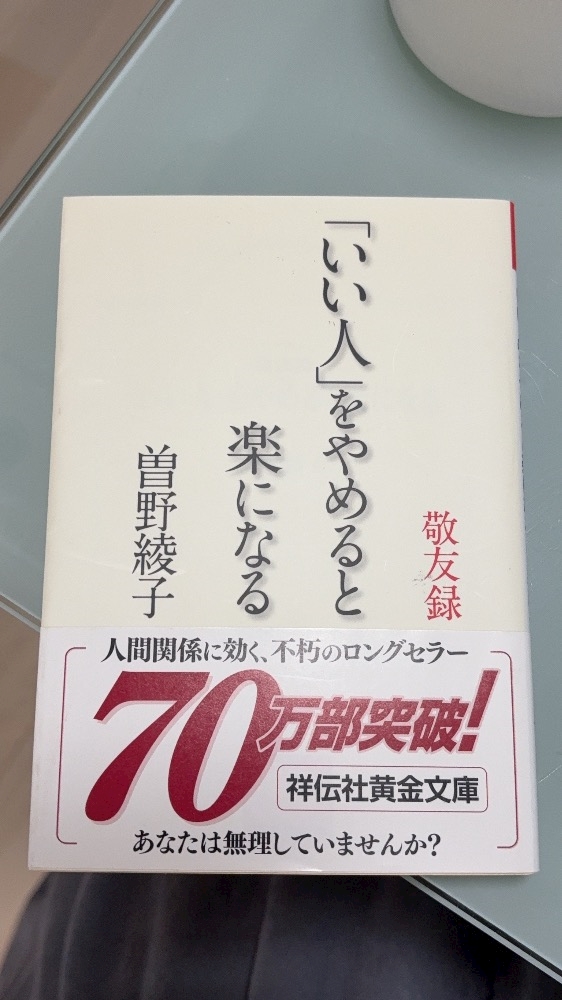 敬友録
「いい人」をやめると
楽になる
曽野綾子
人間関係に効く、不朽のロングセラー
70万部突破!
祥伝社黄金文庫
あなたは無理していませんか?